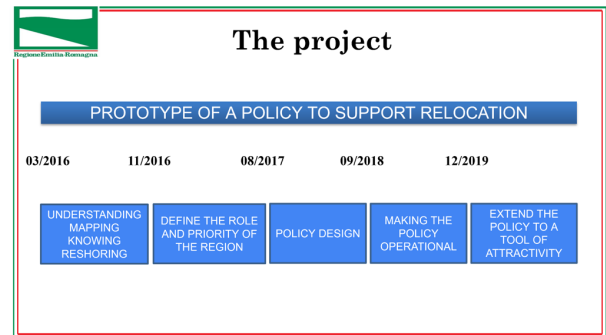 The project
RegioneEmilia-Romagna
PROTOTYPE OF A POLICY TO SUPPORT RELOCATION
03/2016 11/2016 08/2017 09/2018 12/2019
UNDERSTANDING
MAPPING
KNOWING
RESHORING
DEFINE THE ROLE
AND PRIORITY OF
THE REGION
POLICY DESIGN
MAKING THE
POLICY
OPERATIONAL
EXTEND THE
POLICY TO A
TOOL OF
ATTRACTIVITY